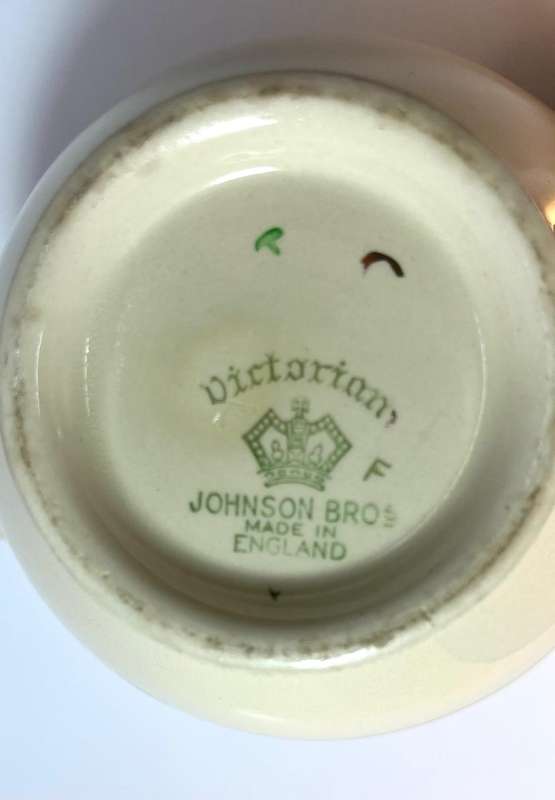 Victorian
F
JOHNSON BROS
MADE IN
ENGLAND